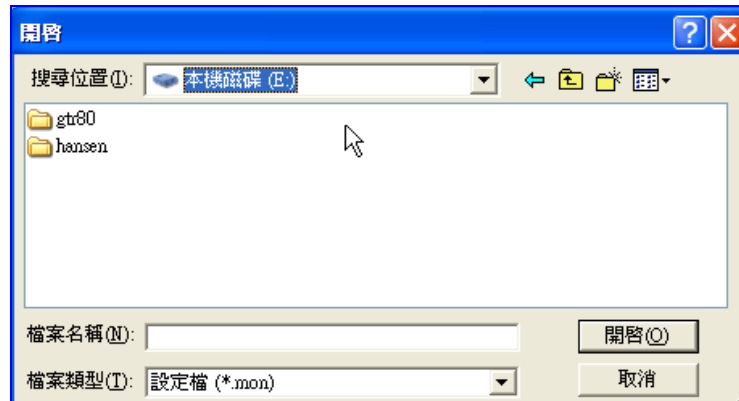 開啓
搜尋位置(I): 本機磁碟 (E:)
gtr80
hansen
檔案名稱(N): 開啓(O)
檔案類型(T): 設定檔 (*.mon) 取消